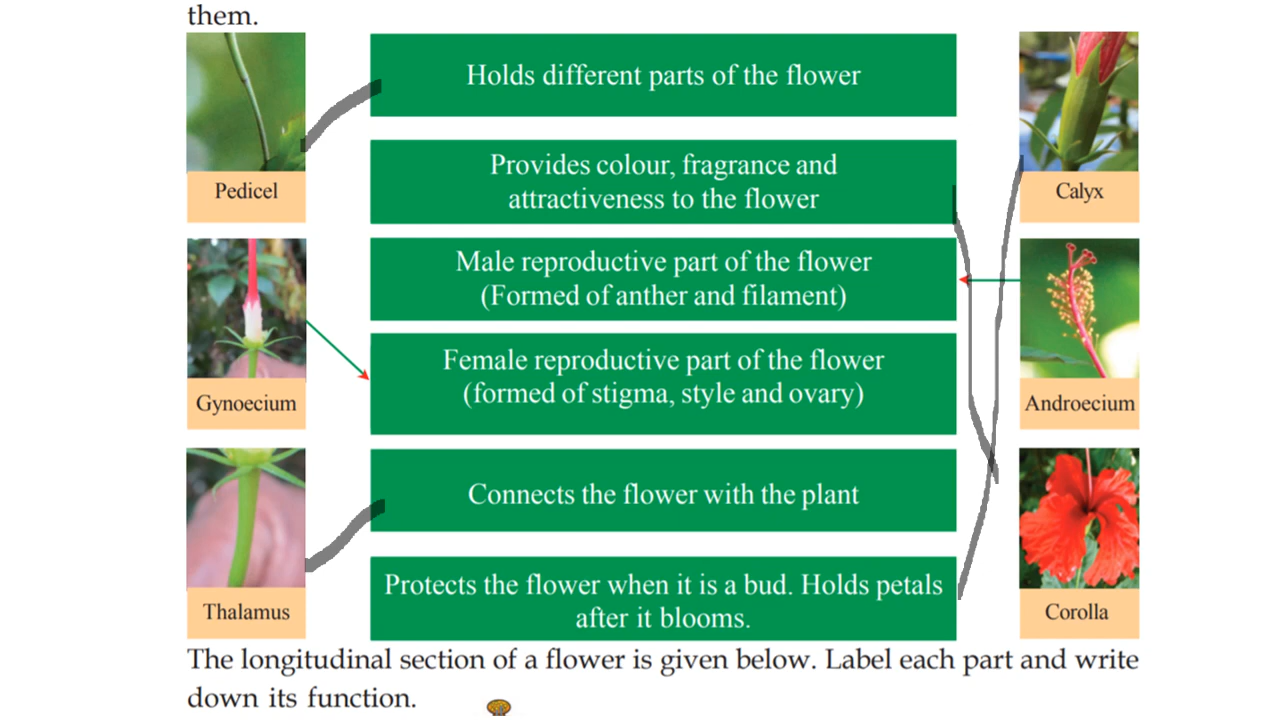 them.
Holds different parts of the flower
Pedicel
Provides colour, fragrance and
attractiveness to the flower
Calyx
Male reproductive part of the flower
(Formed of anther and filament)
Gynoecium
Female reproductive part of the flower
(formed of stigma, style and ovary)
Androecium
Connects the flower with the plant
Thalamus
Protects the flower when it is a bud. Holds petals
after it blooms.
Corolla
The longitudinal section of a flower is given below. Label each part and write
down its function.